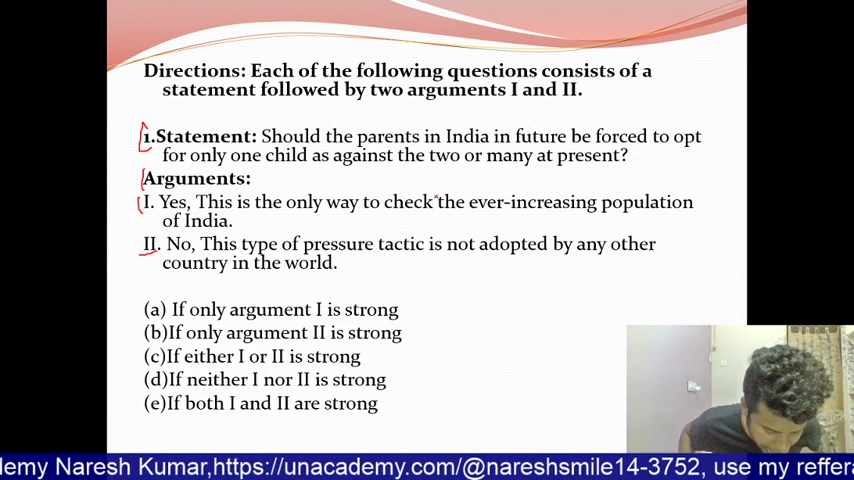 Directions: Each of the following questions consists of a
statement followed by two arguments I and II.
1.Statement: Should the parents in India in future be forced to opt
for only one child as against the two or many at present?
Arguments:
I. Yes, This is the only way to check the ever-increasing population
of India.
II. No, This type of pressure tactic is not adopted by any other
country in the world.
(a) If only argument I is strong
(b)If only argument II is strong
(c)If either I or II is strong
(d)If neither I nor II is strong
(e)If both I and II are strong
demy Naresh Kumar,https://unacademy.com/@nareshsmile14-3752, use my reffera